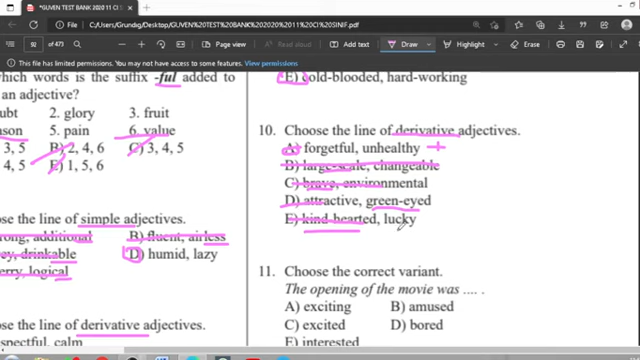 *GUVEN TEST BANK 2020 11 CI S
C:/Users/Grundig/Desktop/GUVEN%20TEST%20BANK%202020%2011%20CI%20SINIF.pdf
92 of 473
Page view
Read aloud
Add text
Draw
Highlight
Erase
This file has limited permissions. You may not have access to some features. View permissions
which words is the suffix -ful added to
an adjective?
ubt 2. glory 3. fruit
ason 5. pain 6. value
3, 5 B) 2, 4, 6 C) 3, 4, 5
4, 5 E) 1, 5, 6
ose the line of simple adjectives.
rong, additional B) fluent, airless
ey, drinkable D) humid, lazy
erry, logical
ose the line of derivative adjectives.
spectful, calm
E) cold-blooded, hard-working
10. Choose the line of derivative adjectives.
A) forgetful, unhealthy +
B) large-scale, changeable
C) brave, environmental
D) attractive, green-eyed
E) kind-hearted, lucky
11. Choose the correct variant.
The opening of the movie was .... .
A) exciting B) amused
C) excited D) bored
E) interested